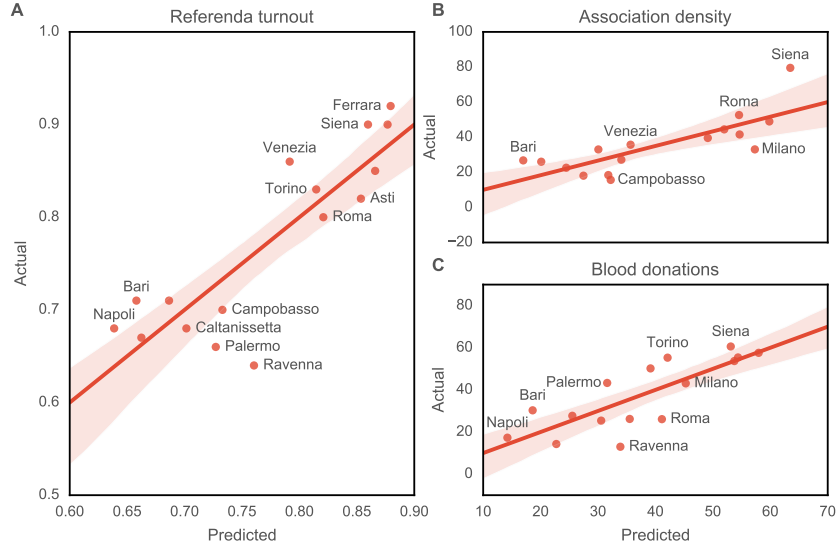 A
Referenda turnout
1.0
0.9
0.8
0.7
0.6
0.5
Actual
Ferrara
Siena
Venezia
Torino
Asti
Roma
Bari
Napoli
Campobasso
Caltanissetta
Palermo
Ravenna
0.60 0.65 0.70 0.75 0.80 0.85 0.90
Predicted
B
Association density
100
80
60
40
20
0
−20
Actual
Siena
Roma
Venezia
Bari
Milano
Campobasso
C
Blood donations
80
60
40
20
0
Actual
Siena
Torino
Palermo
Milano
Bari
Napoli
Roma
Ravenna
10 20 30 40 50 60 70
Predicted